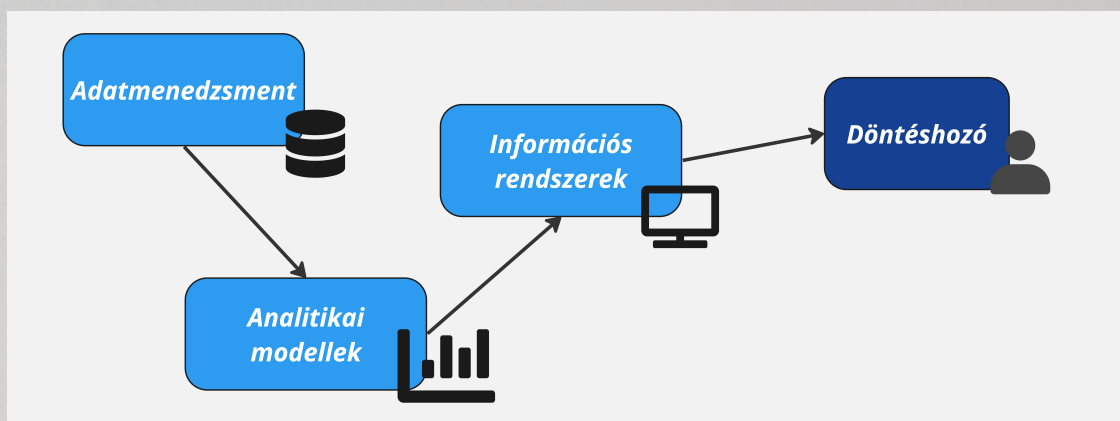 Adatmenedzsment
Információs
rendszerek
Döntéshozó
Analitikai
modellek